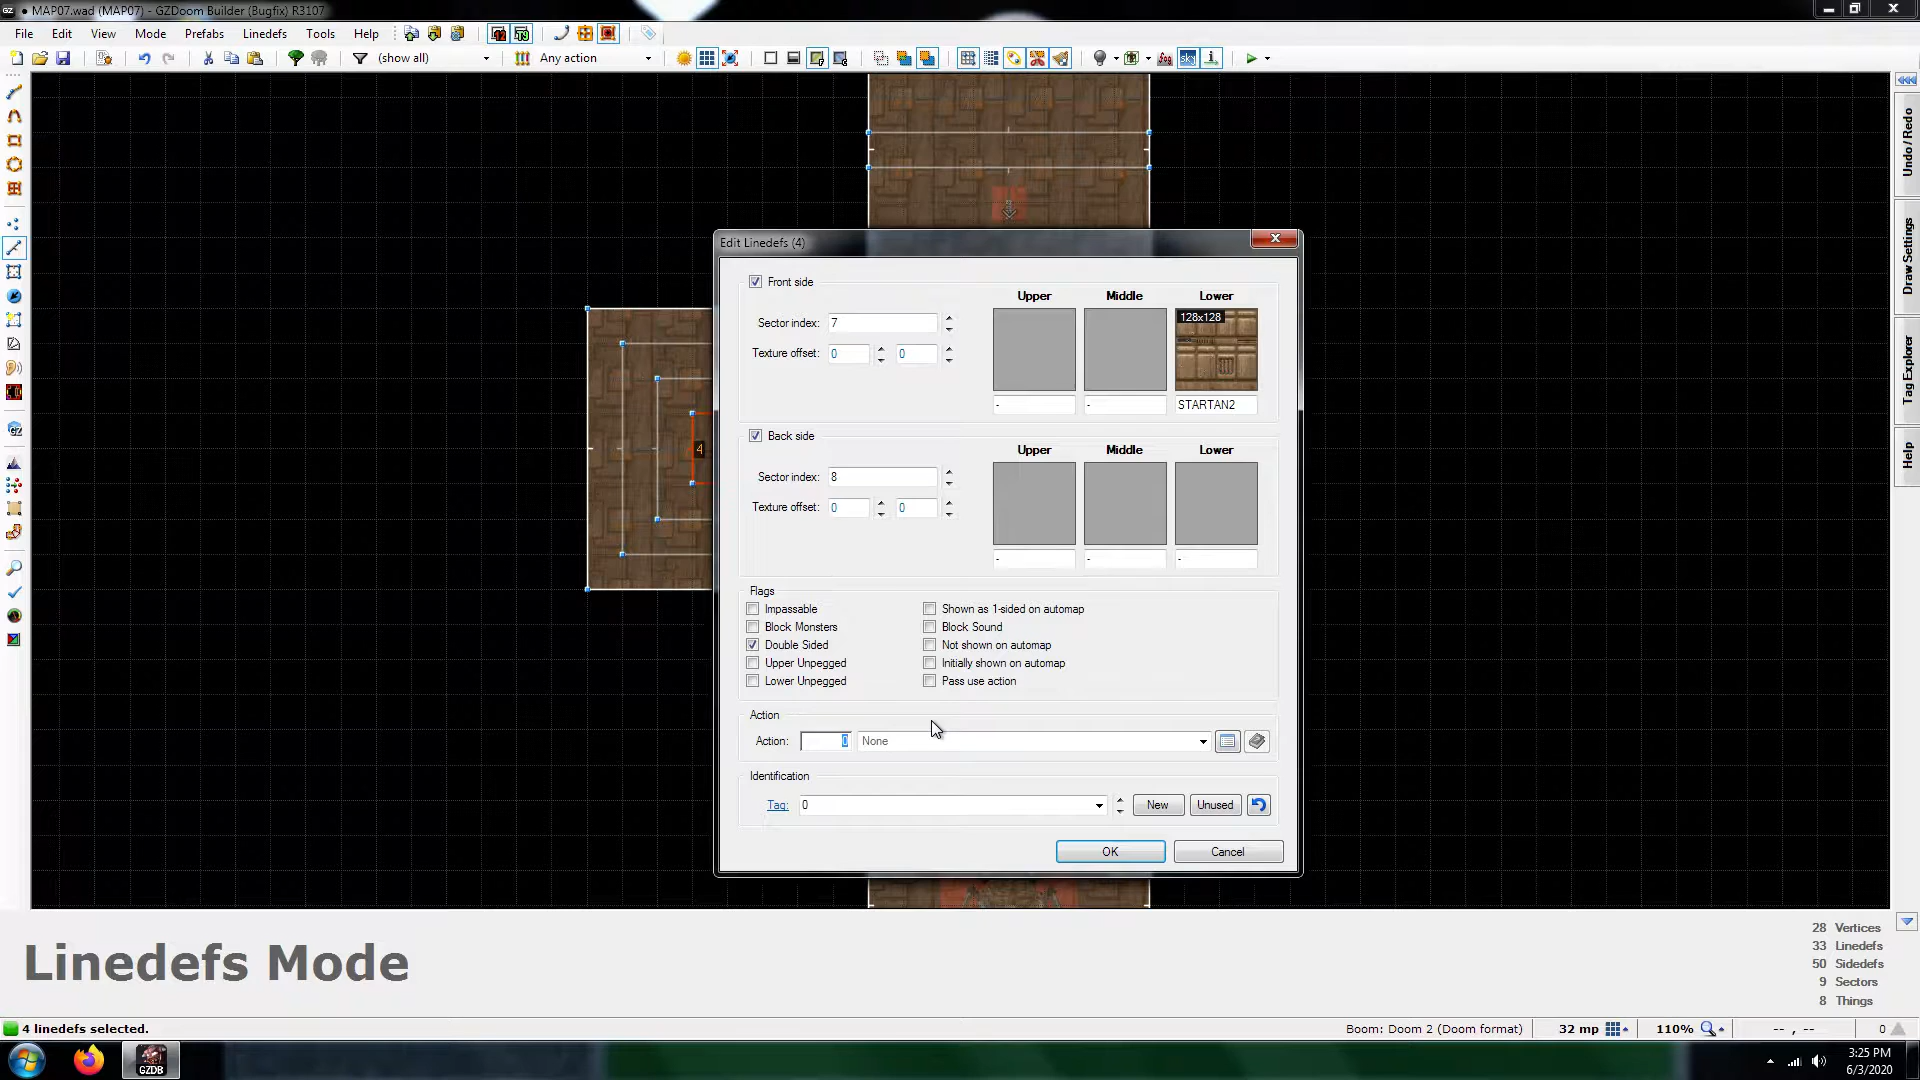 MAP07.wad (MAP07) - GZDoom Builder (Bugfix) R3107
File Edit View Mode Prefabs Linedefs Tools Help
(show all) Any action
Undo / Redo
Draw Settings
Tag Explorer
Help
4
Edit Linedefs (4)
Front side
Upper Middle Lower
Sector index: 7
128x128
Texture offset: 0 0
- - STARTAN2
Back side
Upper Middle Lower
Sector index: 8
Texture offset: 0 0
- - -
Flags
Impassable Shown as 1-sided on automap
Block Monsters Block Sound
Double Sided Not shown on automap
Upper Unpegged Initially shown on automap
Lower Unpegged Pass use action
Action
Action: 0 None
Identification
Tag: 0 New Unused
OK Cancel
Linedefs Mode
28 Vertices
33 Linedefs
50 Sidedefs
9 Sectors
8 Things
4 linedefs selected. Boom: Doom 2 (Doom format) 32 mp 110% -- , -- 0
GZDB
3:25 PM
6/3/2020